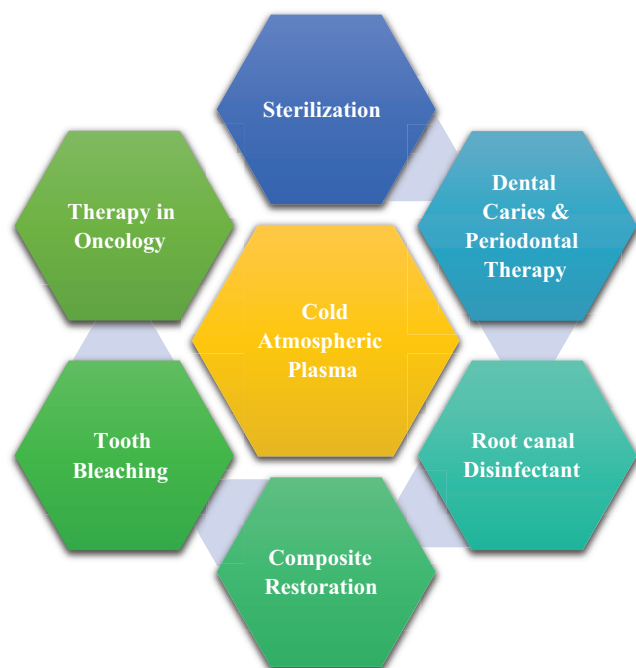 Sterilization
Dental
Caries &
Periodontal
Therapy
Root canal
Disinfectant
Composite
Restoration
Tooth
Bleaching
Therapy in
Oncology
Cold
Atmospheric
Plasma